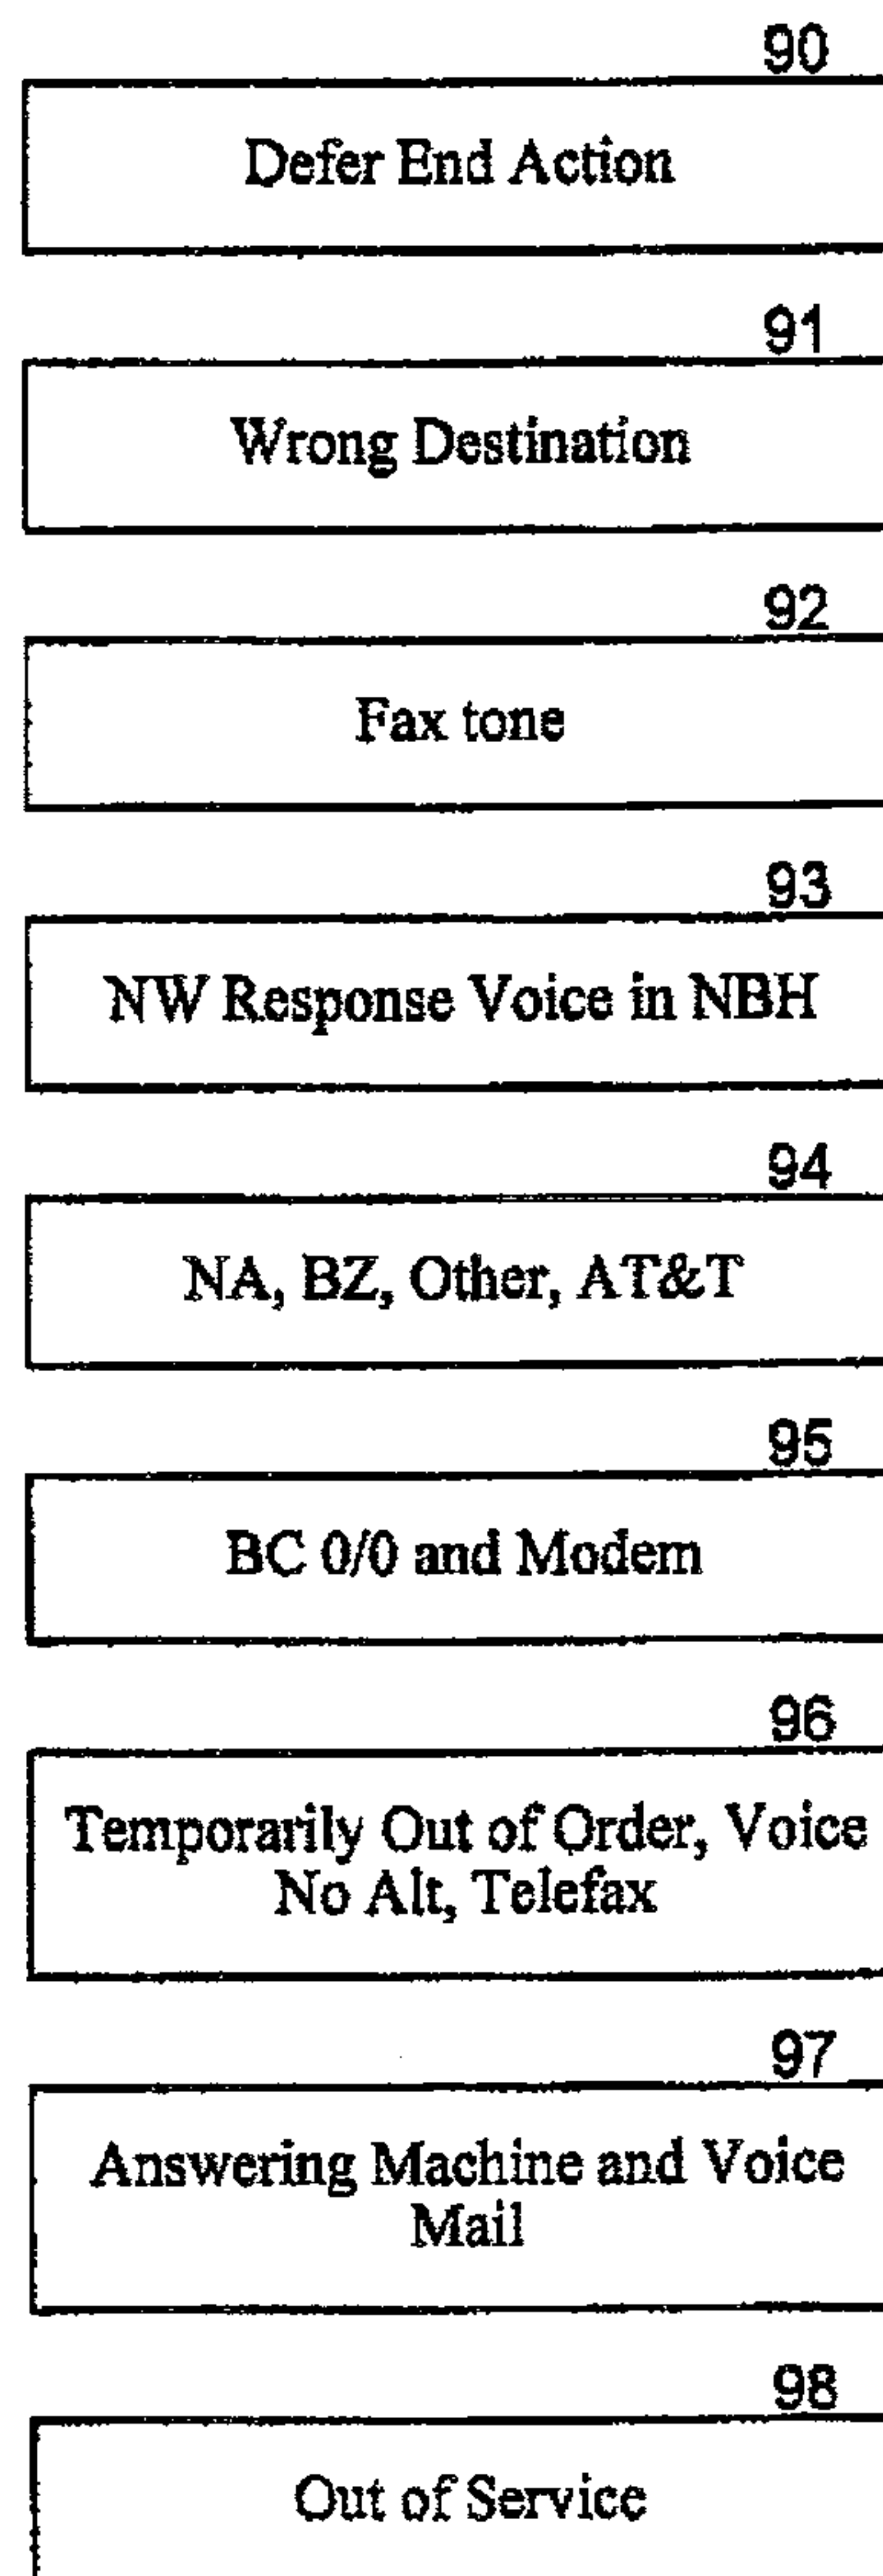 90
Defer End Action
91
Wrong Destination
92
Fax tone
93
NW Response Voice in NBH
94
NA, BZ, Other, AT&T
95
BC 0/0 and Modem
96
Temporarily Out of Order, Voice
No Alt, Telefax
97
Answering Machine and Voice
Mail
98
Out of Service